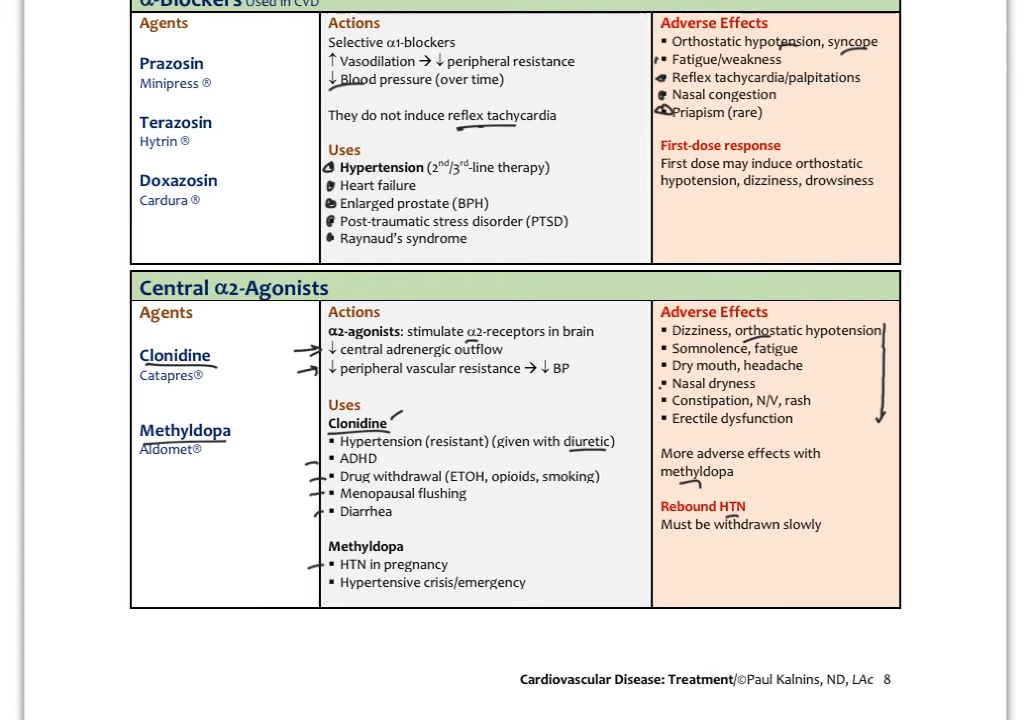 α-Blockers Used in CVD
Agents
Prazosin
Minipress ®
Terazosin
Hytrin ®
Doxazosin
Cardura ®
Actions
Selective α1-blockers
↑ Vasodilation → ↓ peripheral resistance
↓ Blood pressure (over time)
They do not induce reflex tachycardia
Uses
Hypertension (2nd/3rd-line therapy)
▪ Heart failure
▪ Enlarged prostate (BPH)
▪ Post-traumatic stress disorder (PTSD)
▪ Raynaud's syndrome
Adverse Effects
▪ Orthostatic hypotension, syncope
▪ Fatigue/weakness
▪ Reflex tachycardia/palpitations
▪ Nasal congestion
▪ Priapism (rare)
First-dose response
First dose may induce orthostatic
hypotension, dizziness, drowsiness
Central α2-Agonists
Agents
Clonidine
Catapres®
Methyldopa
Aldomet®
Actions
α2-agonists: stimulate α2-receptors in brain
↓ central adrenergic outflow
↓ peripheral vascular resistance → ↓ BP
Uses
Clonidine
▪ Hypertension (resistant) (given with diuretic)
▪ ADHD
▪ Drug withdrawal (ETOH, opioids, smoking)
▪ Menopausal flushing
▪ Diarrhea
Methyldopa
▪ HTN in pregnancy
▪ Hypertensive crisis/emergency
Adverse Effects
▪ Dizziness, orthostatic hypotension
▪ Somnolence, fatigue
▪ Dry mouth, headache
▪ Nasal dryness
▪ Constipation, N/V, rash
▪ Erectile dysfunction
More adverse effects with
methyldopa
Rebound HTN
Must be withdrawn slowly
Cardiovascular Disease: Treatment/©Paul Kalnins, ND, LAc 8